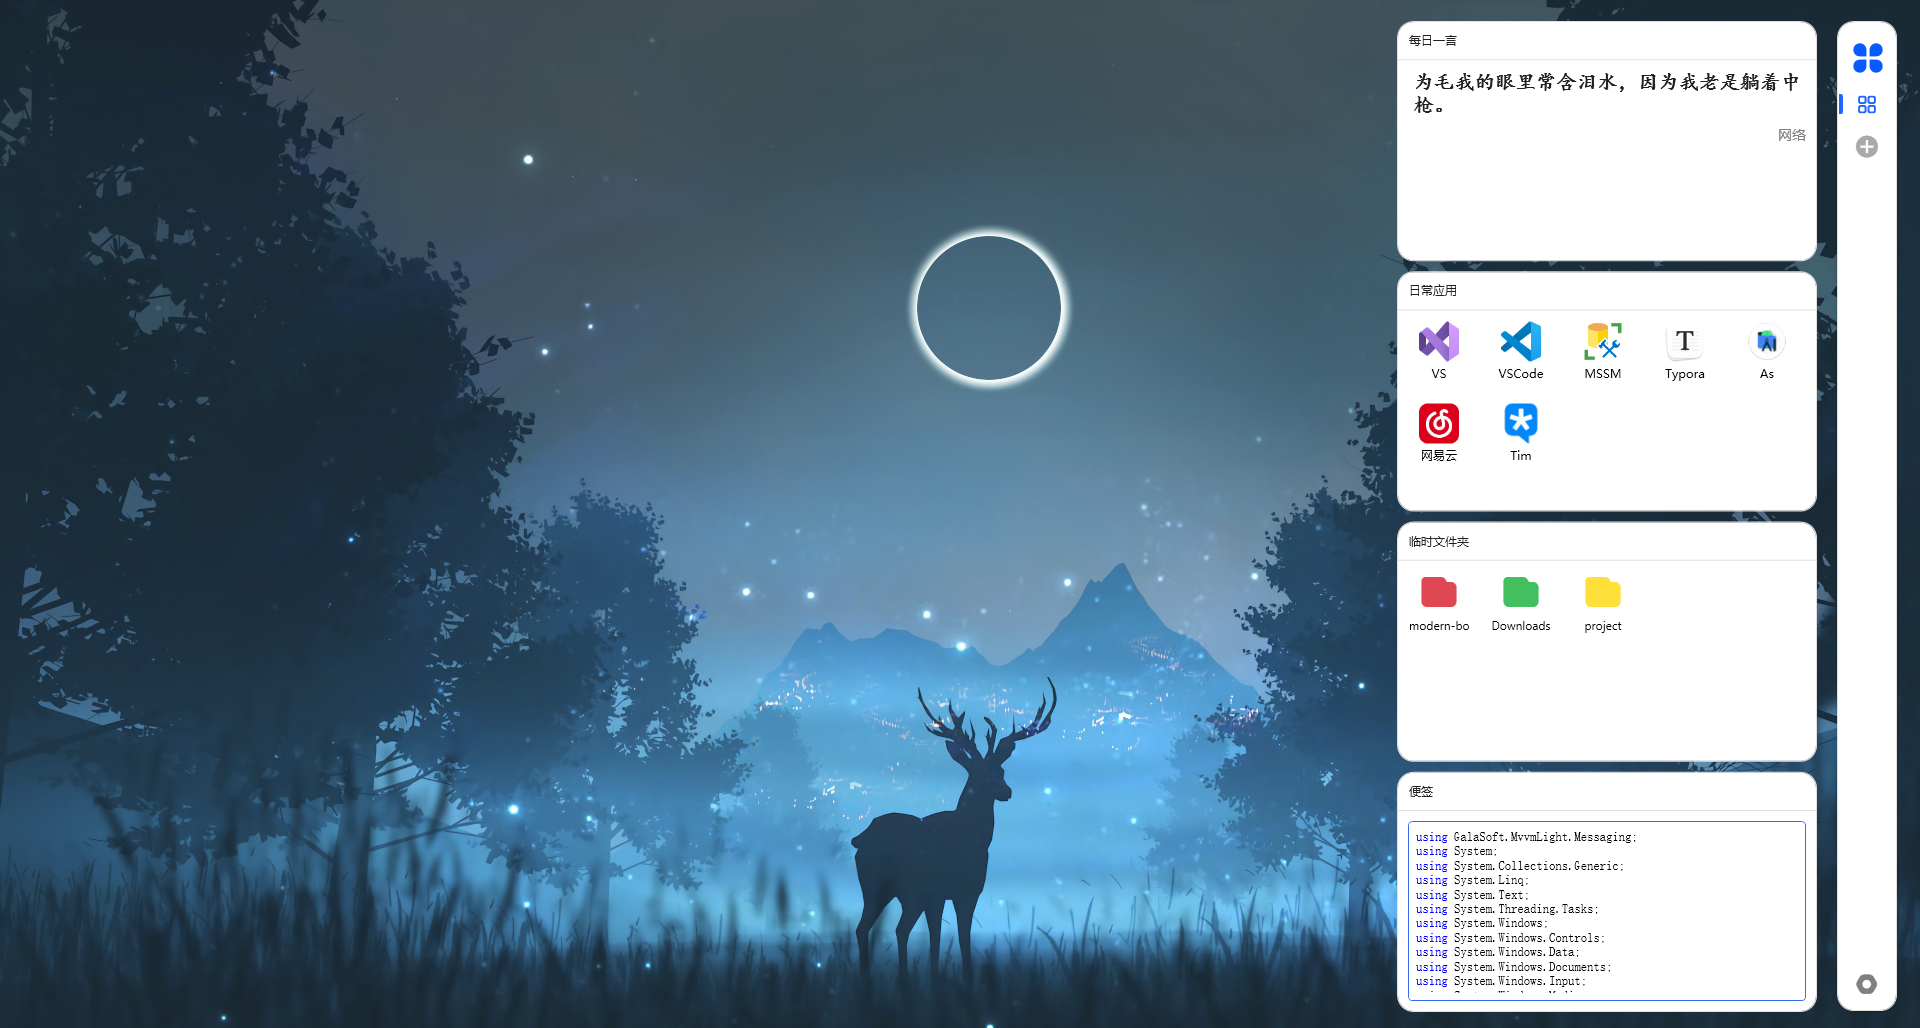 每日一言
为毛我的眼里常含泪水，因为我老是躺着中
枪。
网络
日常应用
VS
VSCode
MSSM
Typora
As
网易云
Tim
临时文件夹
modern-bo
Downloads
project
便签
using GalaSoft.MvvmLight.Messaging;
using System;
using System.Collections.Generic;
using System.Linq;
using System.Text;
using System.Threading.Tasks;
using System.Windows;
using System.Windows.Controls;
using System.Windows.Data;
using System.Windows.Documents;
using System.Windows.Input;